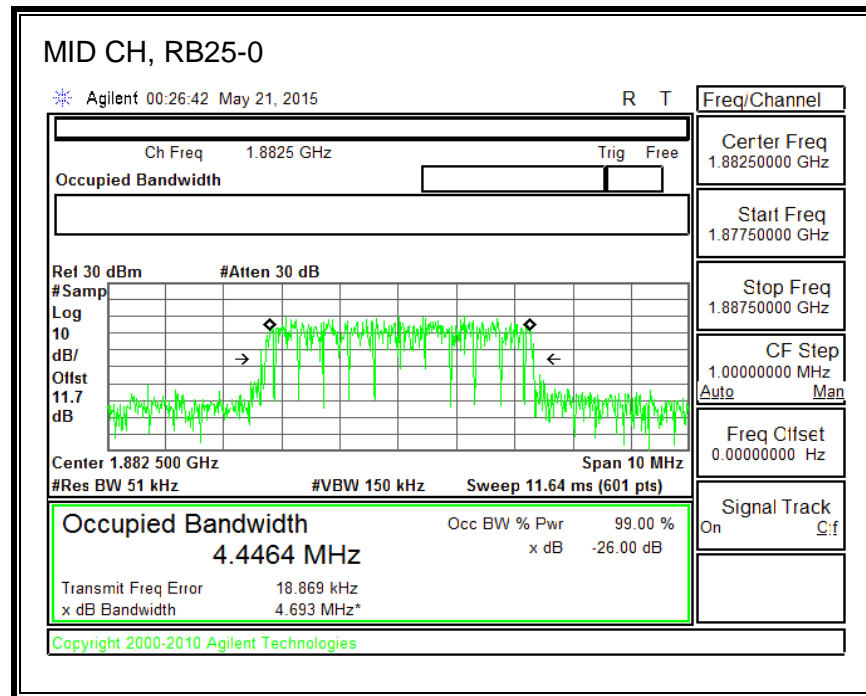 MID CH, RB25-0
Agilent 00:26:42 May 21, 2015 R T
Ch Freq 1.8825 GHz Trig Free
Occupied Bandwidth
Ref 30 dBm #Atten 30 dB
#Samp
Log
10
dB/
Offst
11.7
dB
Center 1.882 500 GHz Span 10 MHz
#Res BW 51 kHz #VBW 150 kHz Sweep 11.64 ms (601 pts)
Occupied Bandwidth
4.4464 MHz
Occ BW % Pwr 99.00 %
x dB -26.00 dB
Transmit Freq Error 18.869 kHz
x dB Bandwidth 4.693 MHz*
Copyright 2000-2010 Agilent Technologies
Freq/Channel
Center Freq
1.88250000 GHz
Start Freq
1.87750000 GHz
Stop Freq
1.88750000 GHz
CF Step
1.00000000 MHz
Auto Man
Freq Offset
0.00000000 Hz
Signal Track
On Off